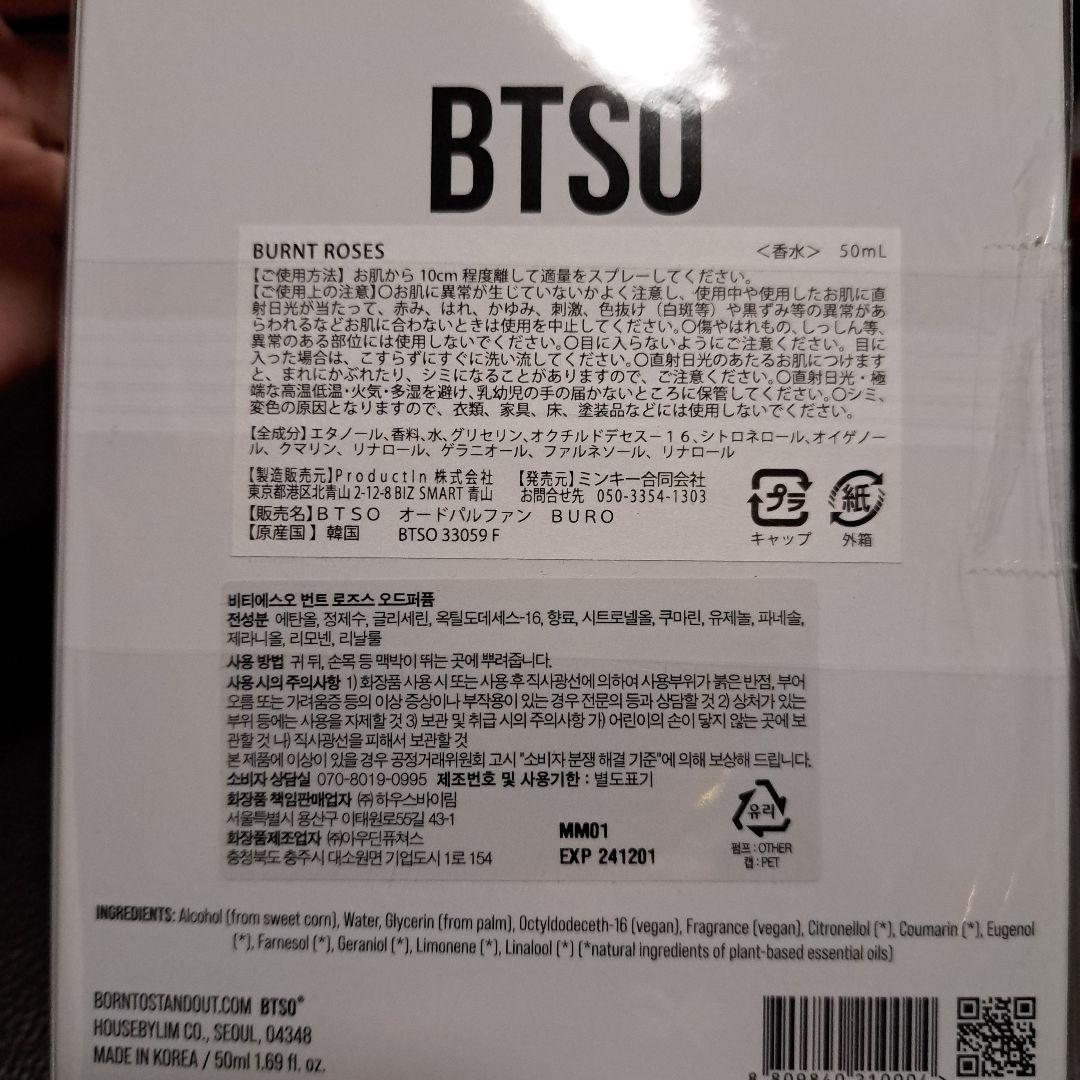 BTSO
BURNT ROSES <香水> 50mL
【ご使用方法】お肌から 10cm 程度離して適量をスプレーしてください。
【ご使用上の注意】〇お肌に異常が生じていないかよく注意し、使用中や使用したお肌に直
射日光が当たって、赤み、はれ、かゆみ、刺激、色抜け（白斑等）や黒ずみ等の異常があ
らわれるなどお肌に合わないときは使用を中止してください。〇傷やはれもの、しっしん等、
異常のある部位には使用しないでください。〇目に入らないようにご注意ください。目に
入った場合は、こすらずにすぐに洗い流してください。〇直射日光のあたるお肌につけます
と、まれにかぶれたり、シミになることがありますので、ご注意ください。〇直射日光・極
端な高温低温・火気・多湿を避け、乳幼児の手の届かないところに保管してください。〇シミ、
変色の原因となりますので、衣類、家具、床、塗装品などには使用しないでください。
【全成分】エタノール、香料、水、グリセリン、オクチルドデセス－１６、シトロネロール、オイゲノー
ル、クマリン、リナロール、ゲラニオール、ファルネソール、リナロール
【製造販売元】ProductIn 株式会社 【発売元】ミンキー合同会社
東京都港区北青山 2-12-8 BIZ SMART 青山 お問合せ先 050-3354-1303
【販売名】ＢＴＳＯ オードパルファン ＢＵＲＯ
【原産国】韓国 BTSO 33059 F
プラ 紙
キャップ 外箱
비티에스오 번트 로즈스 오드퍼퓸
전성분 에탄올, 정제수, 글리세린, 옥틸도데세스-16, 향료, 시트로넬올, 쿠마린, 유제놀, 파네솔,
제라니올, 리모넨, 리날룰
사용 방법 귀 뒤, 손목 등 맥박이 뛰는 곳에 뿌려줍니다.
사용 시의 주의사항 1) 화장품 사용 시 또는 사용 후 직사광선에 의하여 사용부위가 붉은 반점, 부어
오름 또는 가려움증 등의 이상 증상이나 부작용이 있는 경우 전문의 등과 상담할 것 2) 상처가 있는
부위 등에는 사용을 자제할 것 3) 보관 및 취급 시의 주의사항 가) 어린이의 손이 닿지 않는 곳에 보
관할 것 나) 직사광선을 피해서 보관할 것
본 제품에 이상이 있을 경우 공정거래위원회 고시 "소비자 분쟁 해결 기준"에 의해 보상해 드립니다.
소비자 상담실 070-8019-0995 제조번호 및 사용기한 : 별도표기
화장품 책임판매업자 ㈜하우스바이림
서울특별시 용산구 이태원로55길 43-1
화장품제조업자 ㈜아우딘퓨쳐스
충청북도 충주시 대소원면 기업도시 1로 154
MM01
EXP 241201
유리
펌프 : OTHER
캡 : PET
INGREDIENTS: Alcohol (from sweet corn), Water, Glycerin (from palm), Octyldodeceth-16 (vegan), Fragrance (vegan), Citronellol (*), Coumarin (*), Eugenol
(*), Farnesol (*), Geraniol (*), Limonene (*), Linalool (*) (*natural ingredients of plant-based essential oils)
BORNTOSTANDOUT.COM BTSO®
HOUSEBYLIM CO., SEOUL, 04348
MADE IN KOREA / 50ml 1.69 fl. oz.